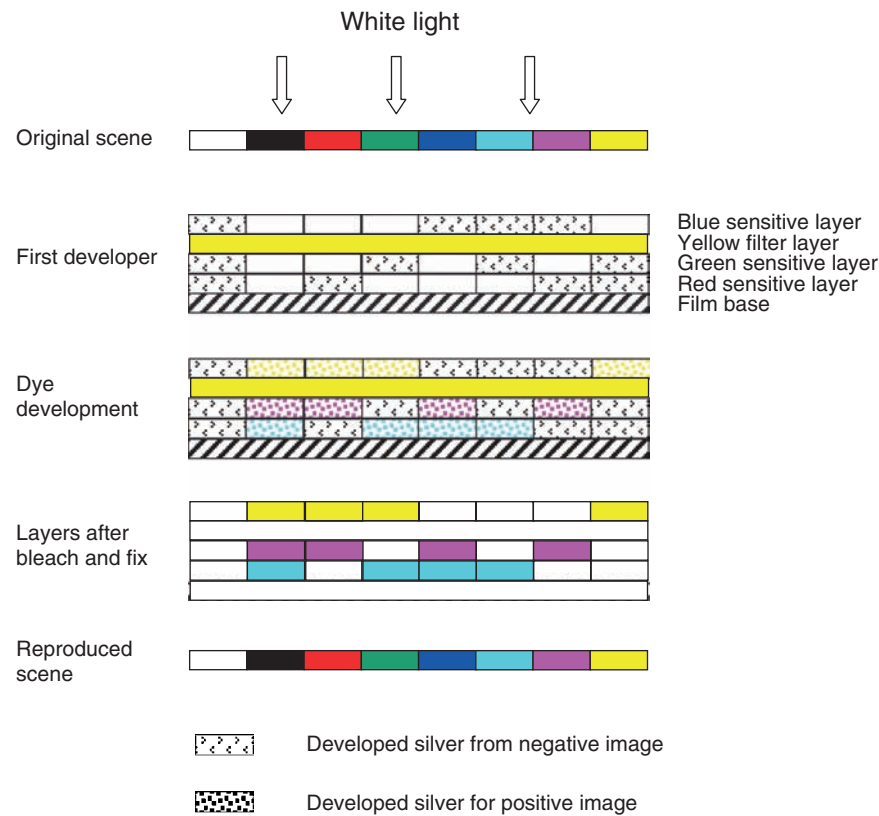 White light
Original scene
First developer
Blue sensitive layer
Yellow filter layer
Green sensitive layer
Red sensitive layer
Film base
Dye
development
Layers after
bleach and fix
Reproduced
scene
Developed silver from negative image
Developed silver for positive image